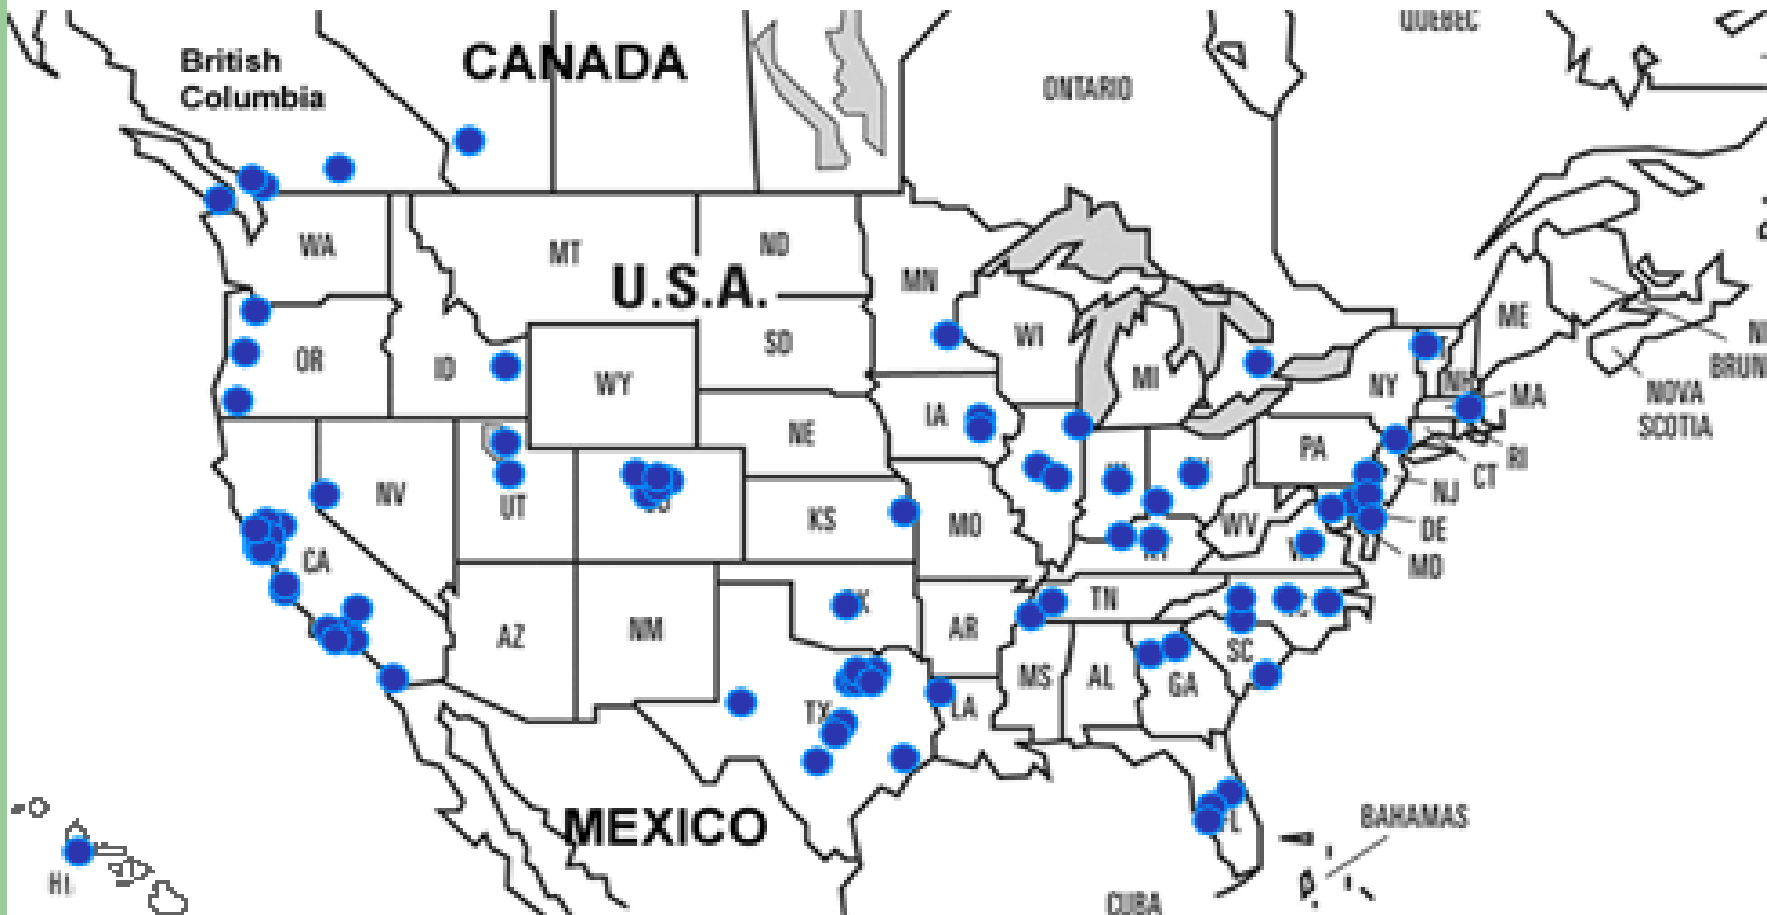 QUEBEC
British
Columbia
CANADA
ONTARIO
WA
MT
ND
MN
U.S.A.
WI
ME
OR
ID
SD
WY
MI
NY
NH
MA
NOVA
SCOTIA
IA
NE
PA
RI
CT
NJ
NV
UT
KS
MO
WV
DE
MD
CA
TN
AZ
NM
AR
SC
MS
AL
GA
TX
LA
MEXICO
BAHAMAS
HI
CUBA